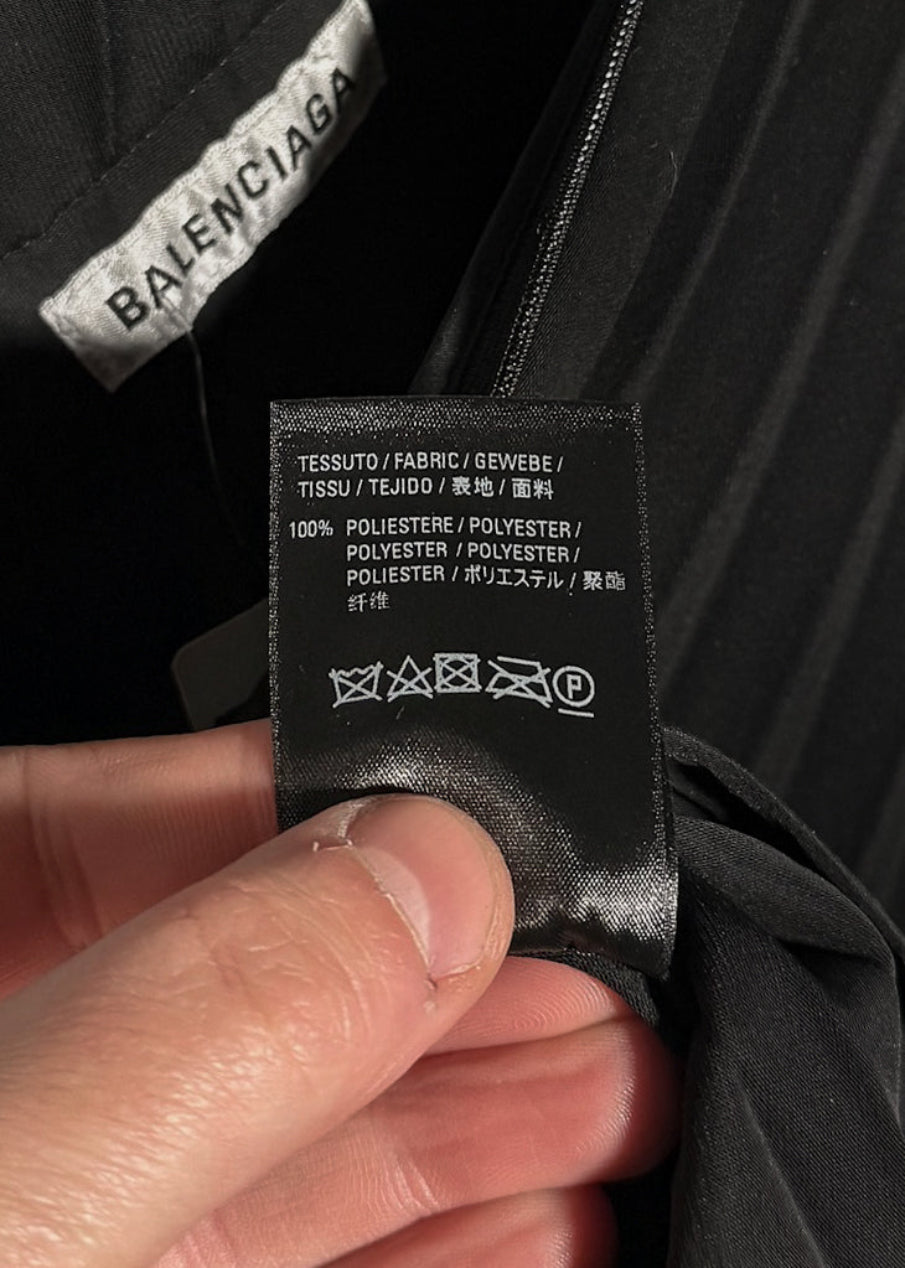 BALENCIAGA
TESSUTO / FABRIC / GEWEBE /
TISSU / TEJIDO / 表地 / 面料
100% POLIESTERE / POLYESTER /
POLYESTER / POLYESTER /
POLIESTER / ポリエステル / 聚酯
纤维
P